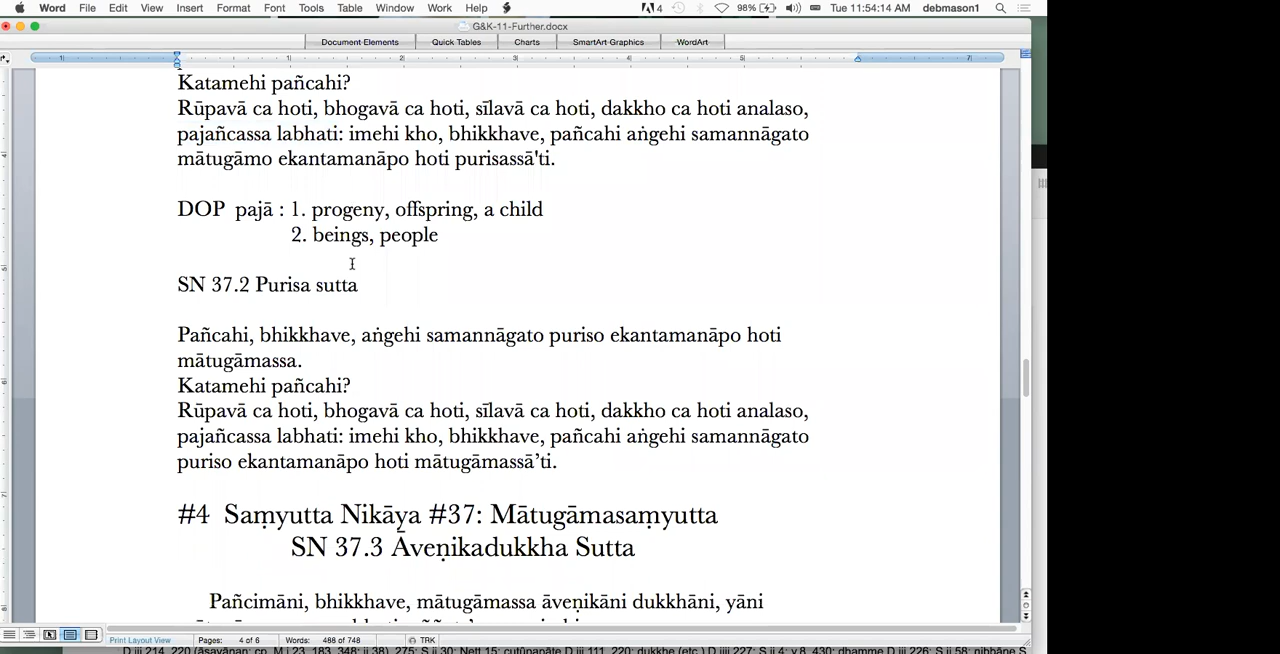 Word File Edit View Insert Format Font Tools Table Window Work Help 4 98% Tue 11:54:14 AM debmason1
G&K-11-Further.docx
Document Elements Quick Tables Charts SmartArt Graphics WordArt
Katamehi pañcahi?
Rūpavā ca hoti, bhogavā ca hoti, sīlavā ca hoti, dakkho ca hoti analaso,
pajañcassa labhati: imehi kho, bhikkhave, pañcahi aṅgehi samannāgato
mātugāmo ekantamanāpo hoti purisassā'ti.
DOP pajā : 1. progeny, offspring, a child
2. beings, people
SN 37.2 Purisa sutta
Pañcahi, bhikkhave, aṅgehi samannāgato puriso ekantamanāpo hoti
mātugāmassa.
Katamehi pañcahi?
Rūpavā ca hoti, bhogavā ca hoti, sīlavā ca hoti, dakkho ca hoti analaso,
pajañcassa labhati: imehi kho, bhikkhave, pañcahi aṅgehi samannāgato
puriso ekantamanāpo hoti mātugāmassā’ti.
#4 Saṃyutta Nikāya #37: Mātugāmasaṃyutta
SN 37.3 Āveṇikadukkha Sutta
Pañcimāni, bhikkhave, mātugāmassa āveṇikāni dukkhāni, yāni
Print Layout View Pages: 4 of 6 Words: 488 of 748 TRK